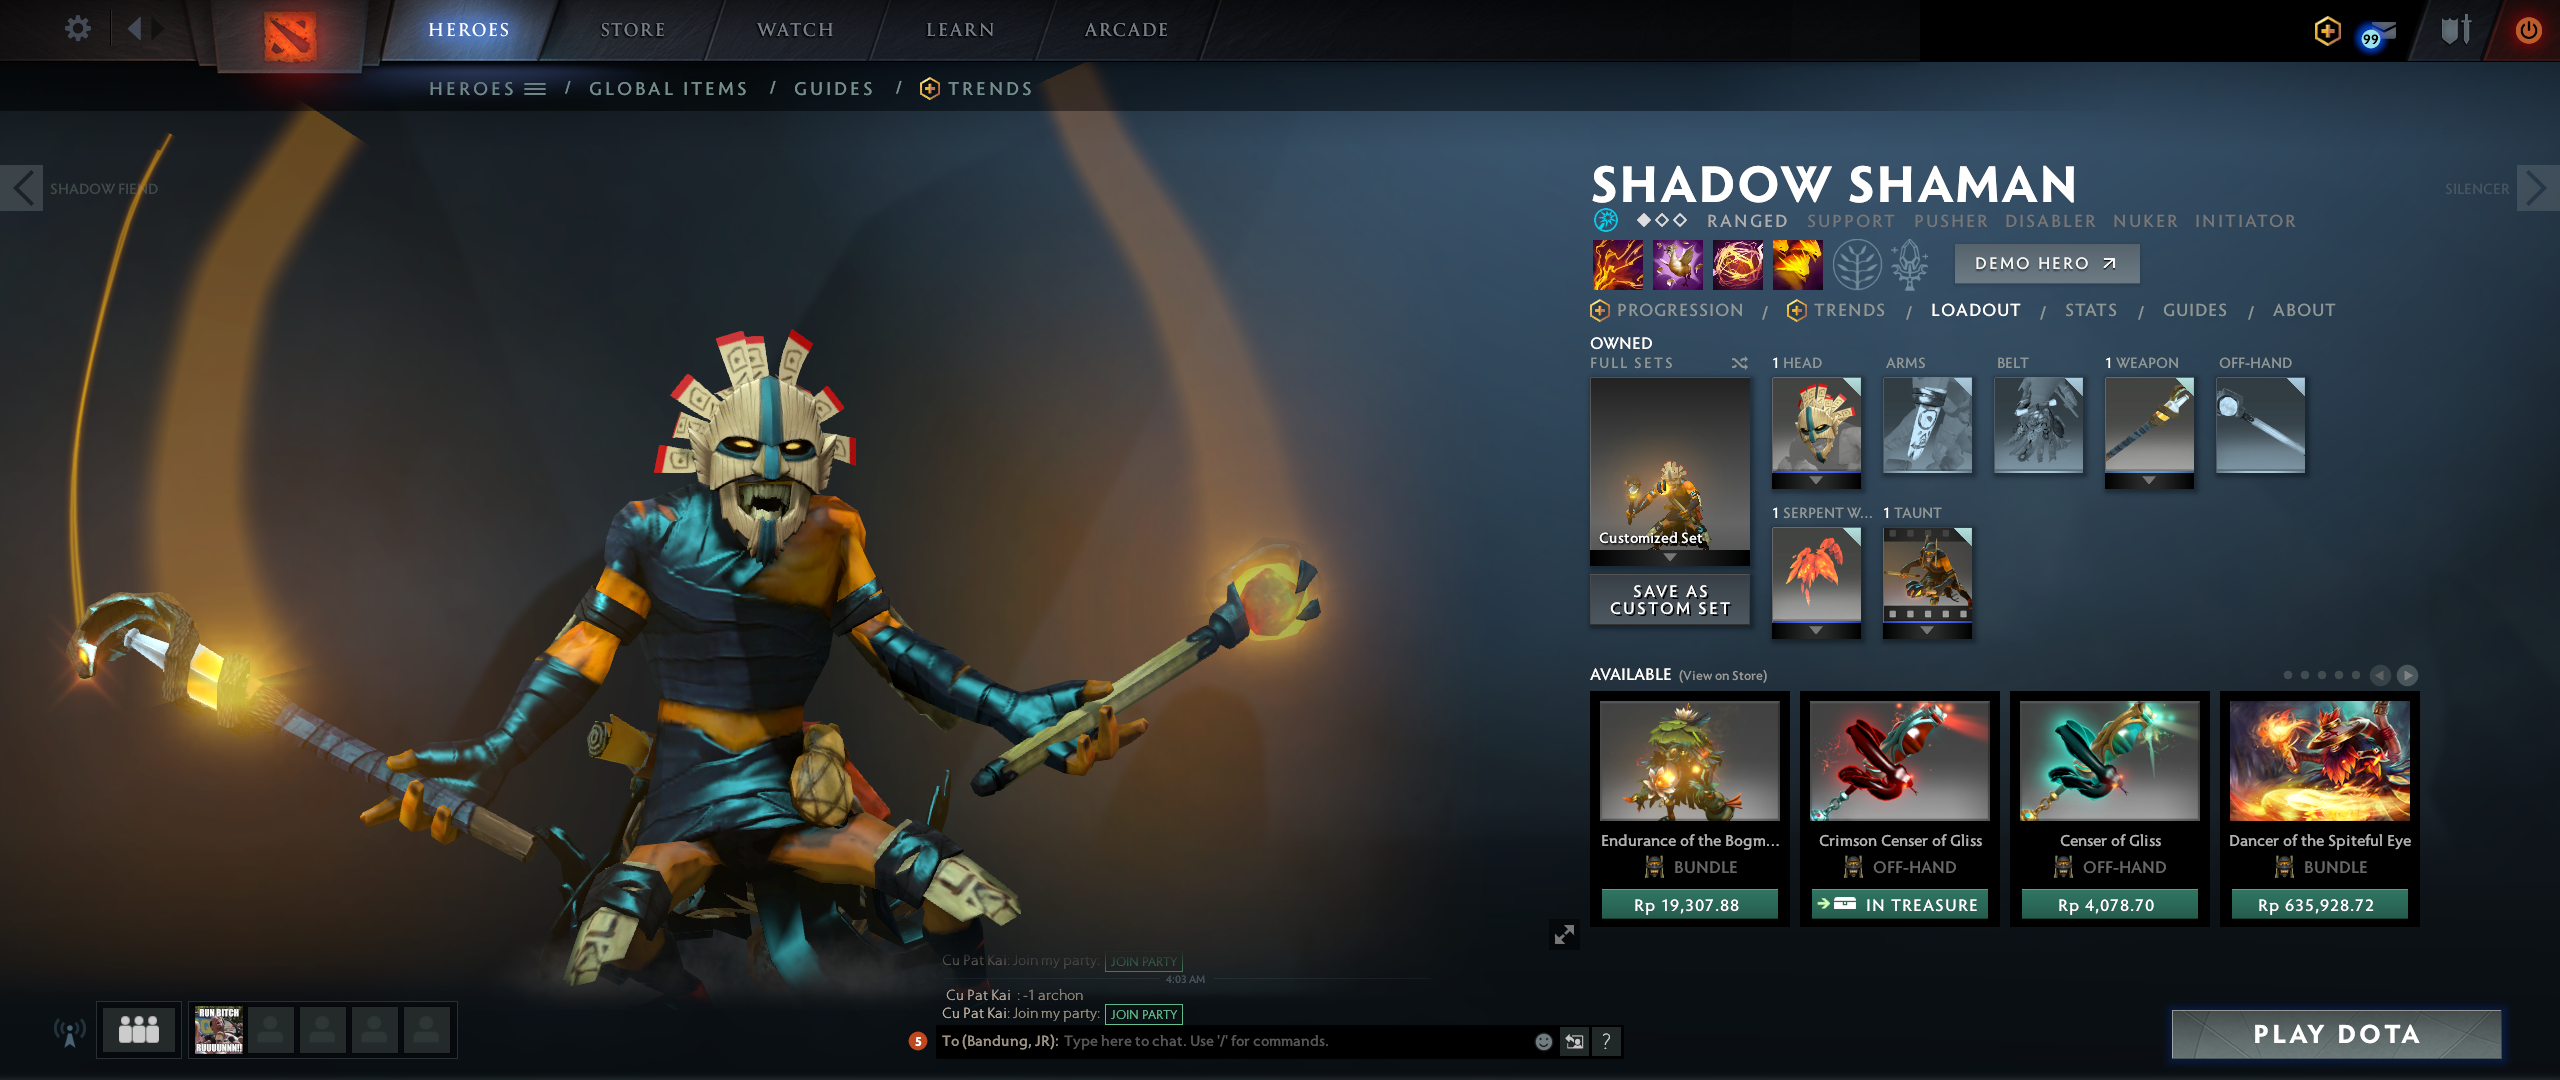 HEROES
STORE
WATCH
LEARN
ARCADE
99
HEROES / GLOBAL ITEMS / GUIDES / TRENDS
SHADOW FIEND
SILENCER
SHADOW SHAMAN
RANGED SUPPORT PUSHER DISABLER NUKER INITIATOR
DEMO HERO
PROGRESSION / TRENDS / LOADOUT / STATS / GUIDES / ABOUT
OWNED
FULL SETS
1 HEAD
ARMS
BELT
1 WEAPON
OFF-HAND
Customized Set
SAVE AS
CUSTOM SET
1 SERPENT W...
1 TAUNT
AVAILABLE (View on Store)
Endurance of the Bogm...
BUNDLE
Rp 19,307.88
Crimson Censer of Gliss
OFF-HAND
IN TREASURE
Censer of Gliss
OFF-HAND
Rp 4,078.70
Dancer of the Spiteful Eye
BUNDLE
Rp 635,928.72
Cu Pat Kai: Join my party: JOIN PARTY
4:03 AM
Cu Pat Kai : -1 archon
Cu Pat Kai: Join my party: JOIN PARTY
5
To (Bandung, JR): Type here to chat. Use '/' for commands.
?
RUN BITCH
RUUUUNNN!!
PLAY DOTA